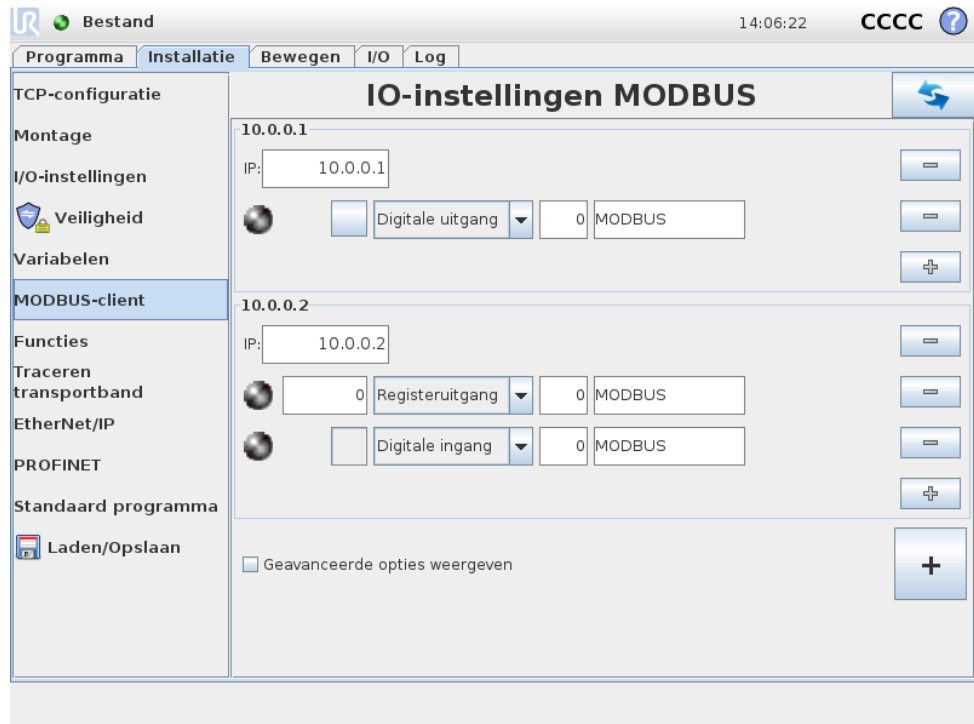 UR Bestand 14:06:22 CCCC ?
Programma Installatie Bewegen I/O Log
TCP-configuratie
Montage
I/O-instellingen
Veiligheid
Variabelen
MODBUS-client
Functies
Traceren
transportband
EtherNet/IP
PROFINET
Standaard programma
Laden/Opslaan
IO-instellingen MODBUS
10.0.0.1
IP: 10.0.0.1
Digitale uitgang 0 MODBUS
10.0.0.2
IP: 10.0.0.2
0 Registeruitgang 0 MODBUS
Digitale ingang 0 MODBUS
Geavanceerde opties weergeven
+